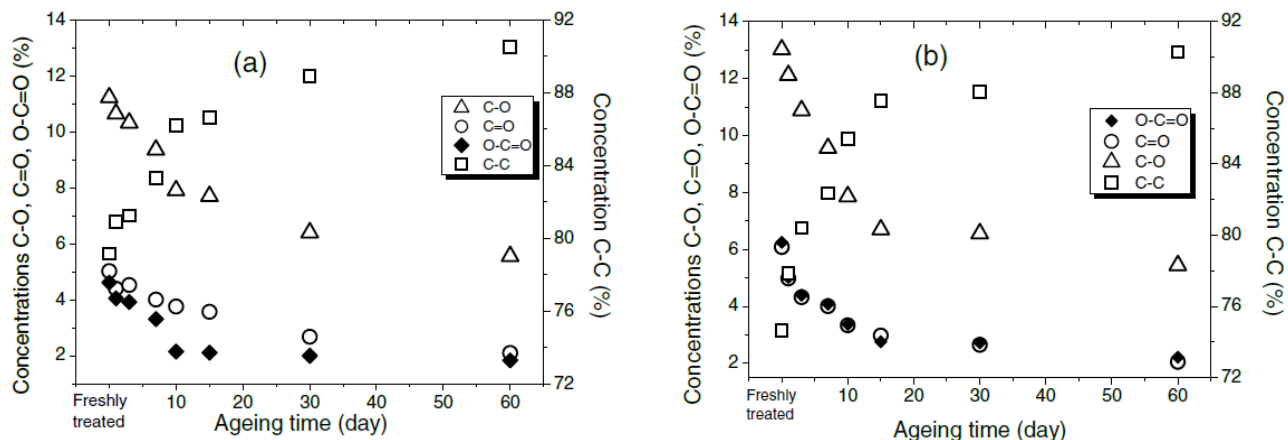 14
12
10
8
6
4
2
Concentrations C-O, C=O, O-C=O (%)
(a)
C-O
C=O
O-C=O
C-C
92
88
84
80
76
72
Concentration C-C
(%)
Freshly
treated
10
20
30
40
50
60
Ageing time (day)
14
12
10
8
6
4
2
Concentrations C-O, C=O, O-C=O (%)
(b)
O-C=O
C=O
C-O
C-C
92
88
84
80
76
72
Concentration C-C
(%)
Freshly
treated
10
20
30
40
50
60
Ageing time (day)